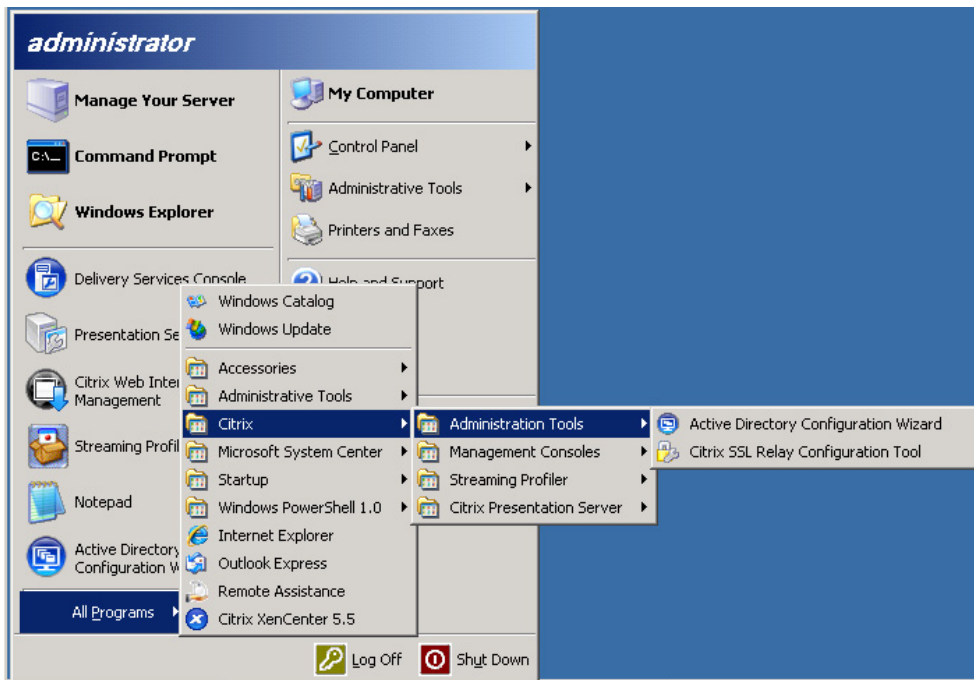 administrator
Manage Your Server
Command Prompt
Windows Explorer
Delivery Services Console
Presentation Se
Citrix Web Inter
Management
Streaming Profil
Notepad
Active Directory
Configuration W
All Programs
My Computer
Control Panel
Administrative Tools
Printers and Faxes
Help and Support
Windows Catalog
Windows Update
Accessories
Administrative Tools
Citrix
Microsoft System Center
Startup
Windows PowerShell 1.0
Internet Explorer
Outlook Express
Remote Assistance
Citrix XenCenter 5.5
Administration Tools
Management Consoles
Streaming Profiler
Citrix Presentation Server
Active Directory Configuration Wizard
Citrix SSL Relay Configuration Tool
Log Off
Shut Down